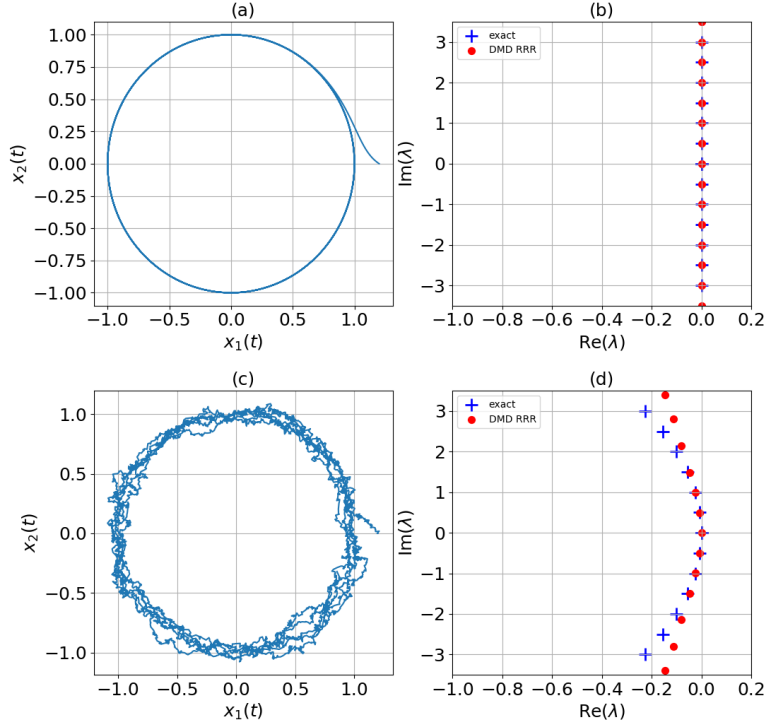 (a)
1.00
0.75
0.50
0.25
0.00
−0.25
−0.50
−0.75
−1.00
x₂(t)
−1.0 −0.5 0.0 0.5 1.0
x₁(t)
(b)
exact
DMD RRR
3
2
1
0
−1
−2
−3
Im(λ)
−1.0 −0.8 −0.6 −0.4 −0.2 0.0 0.2
Re(λ)
(c)
1.0
0.5
0.0
−0.5
−1.0
x₂(t)
−1.0 −0.5 0.0 0.5 1.0
x₁(t)
(d)
exact
DMD RRR
3
2
1
0
−1
−2
−3
Im(λ)
−1.0 −0.8 −0.6 −0.4 −0.2 0.0 0.2
Re(λ)